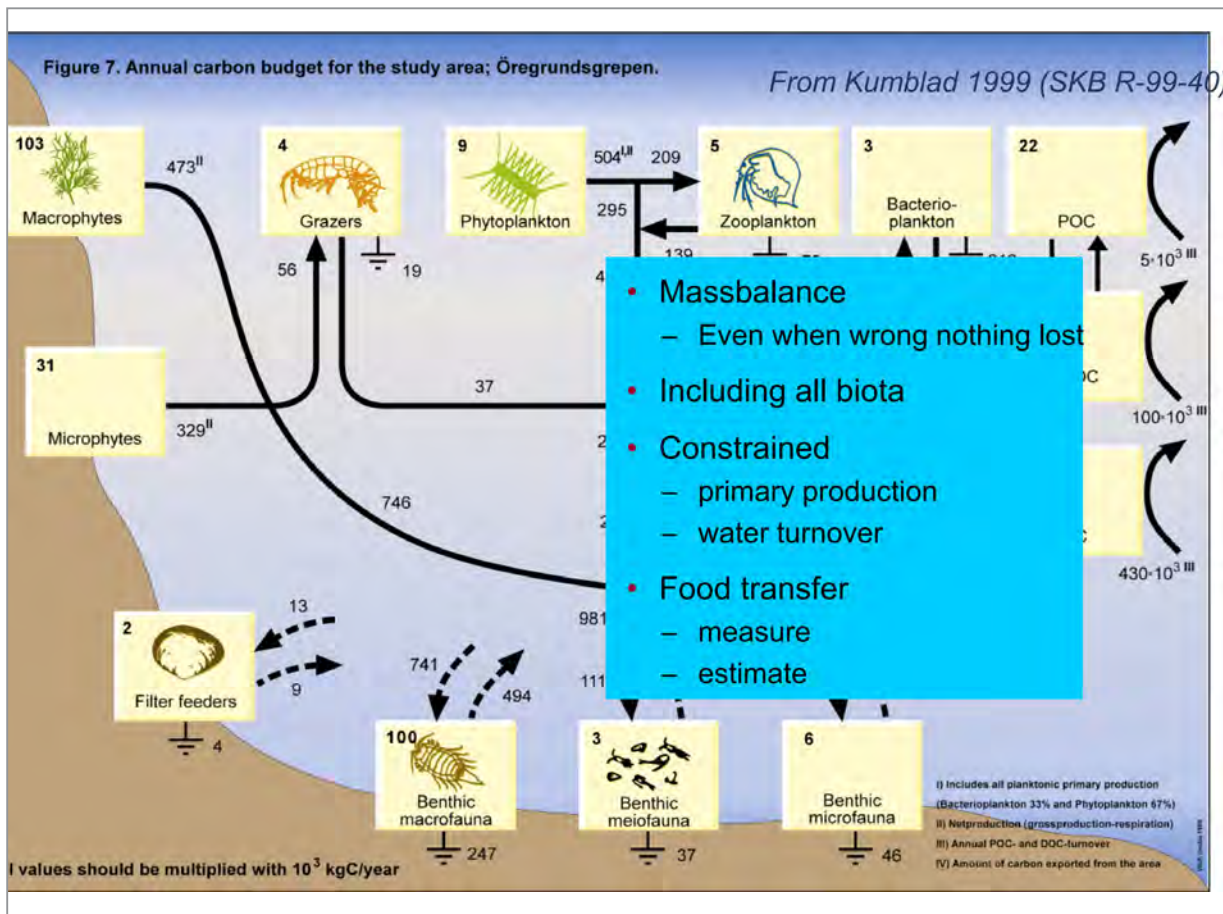 Figure 7. Annual carbon budget for the study area; Öregrundsgrepen.
From Kumblad 1999 (SKB R-99-40)
103
Macrophytes
473II
4
Grazers
56
19
9
Phytoplankton
504I,II
209
295
139
5
Zooplankton
3
Bacterio-
plankton
22
POC
5·103 III
31
Microphytes
329II
37
746
100·103 III
430·103 III
• Massbalance
– Even when wrong nothing lost
• Including all biota
• Constrained
– primary production
– water turnover
• Food transfer
– measure
– estimate
981
111
13
2
Filter feeders
9
4
741
494
100
Benthic
macrofauna
247
3
Benthic
meiofauna
37
6
Benthic
microfauna
46
I) Includes all planktonic primary production
(Bacterioplankton 33% and Phytoplankton 67%)
II) Netproduction (grossproduction-respiration)
III) Annual POC- and DOC-turnover
IV) Amount of carbon exported from the area
l values should be multiplied with 103 kgC/year